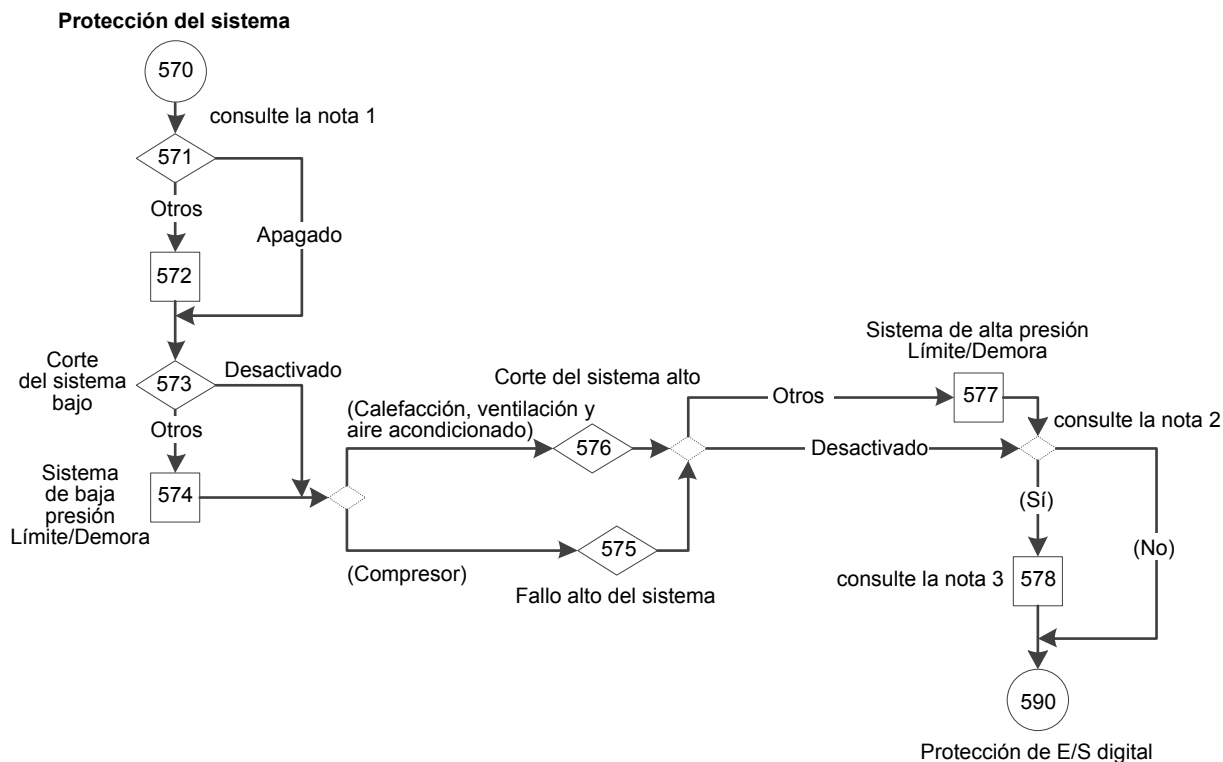 Protección del sistema
570
consulte la nota 1
571
Otros
Apagado
572
Corte
del sistema
bajo
573
Desactivado
Otros
Sistema
de baja
presión
Límite/Demora
574
(Calefacción, ventilación y
aire acondicionado)
Corte del sistema alto
576
(Compresor)
575
Fallo alto del sistema
Otros
Desactivado
Sistema de alta presión
Límite/Demora
577
consulte la nota 2
(Sí)
(No)
consulte la nota 3
578
590
Protección de E/S digital